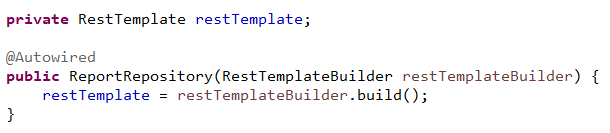 private RestTemplate restTemplate;
@Autowired
public ReportRepository(RestTemplateBuilder restTemplateBuilder) {
    restTemplate = restTemplateBuilder.build();
}